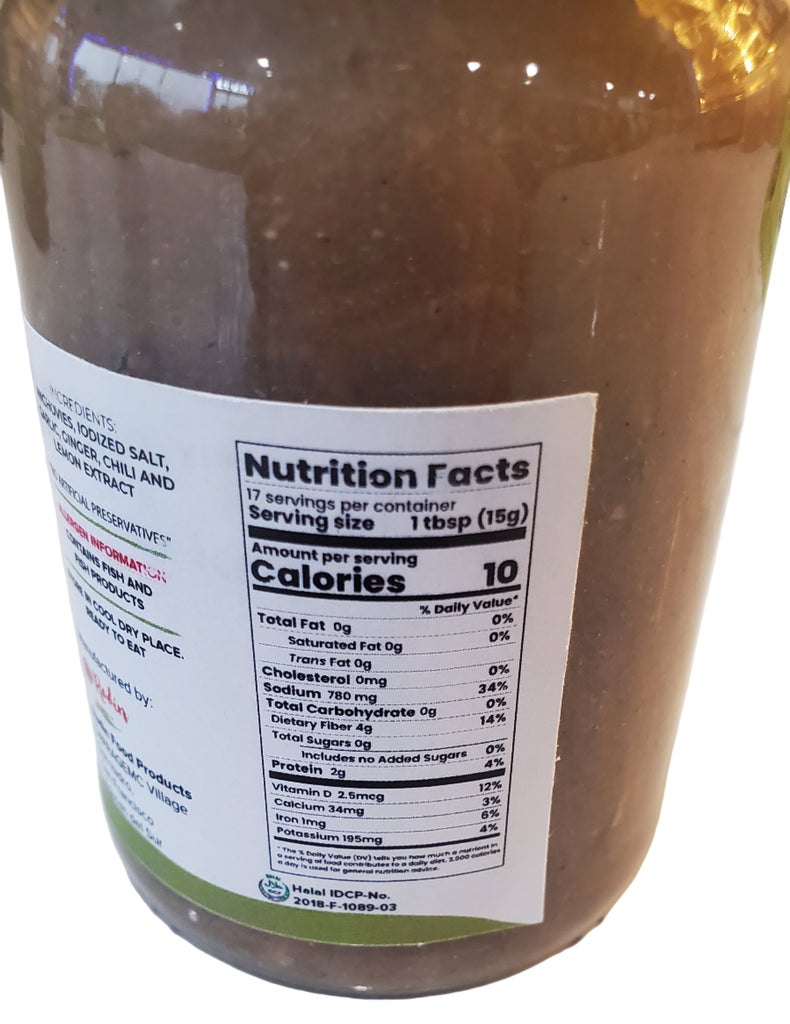 INGREDIENTS:
ANCHOVIES, IODIZED SALT,
GARLIC, GINGER, CHILI AND
LEMON EXTRACT
ARTIFICIAL PRESERVATIVES"
ALLERGEN INFORMATION
CONTAINS FISH AND
FISH PRODUCTS
STORE IN COOL DRY PLACE.
READY TO EAT
manufactured by:
Food Products
Village
del Sur
Nutrition Facts
17 servings per container
Serving size 1 tbsp (15g)
Amount per serving
Calories 10
% Daily Value*
Total Fat 0g 0%
Saturated Fat 0g 0%
Trans Fat 0g
Cholesterol 0mg 0%
Sodium 780 mg 34%
Total Carbohydrate 0g 0%
Dietary Fiber 4g 14%
Total Sugars 0g
Includes no Added Sugars 0%
Protein 2g 4%
Vitamin D 2.5mcg 12%
Calcium 34mg 3%
Iron 1mg 6%
Potassium 195mg 4%
* The % Daily Value (DV) tells you how much a nutrient in
a serving of food contributes to a daily diet. 2,000 calories
a day is used for general nutrition advice.
Halal IDCP-No.
2018-F-1089-03